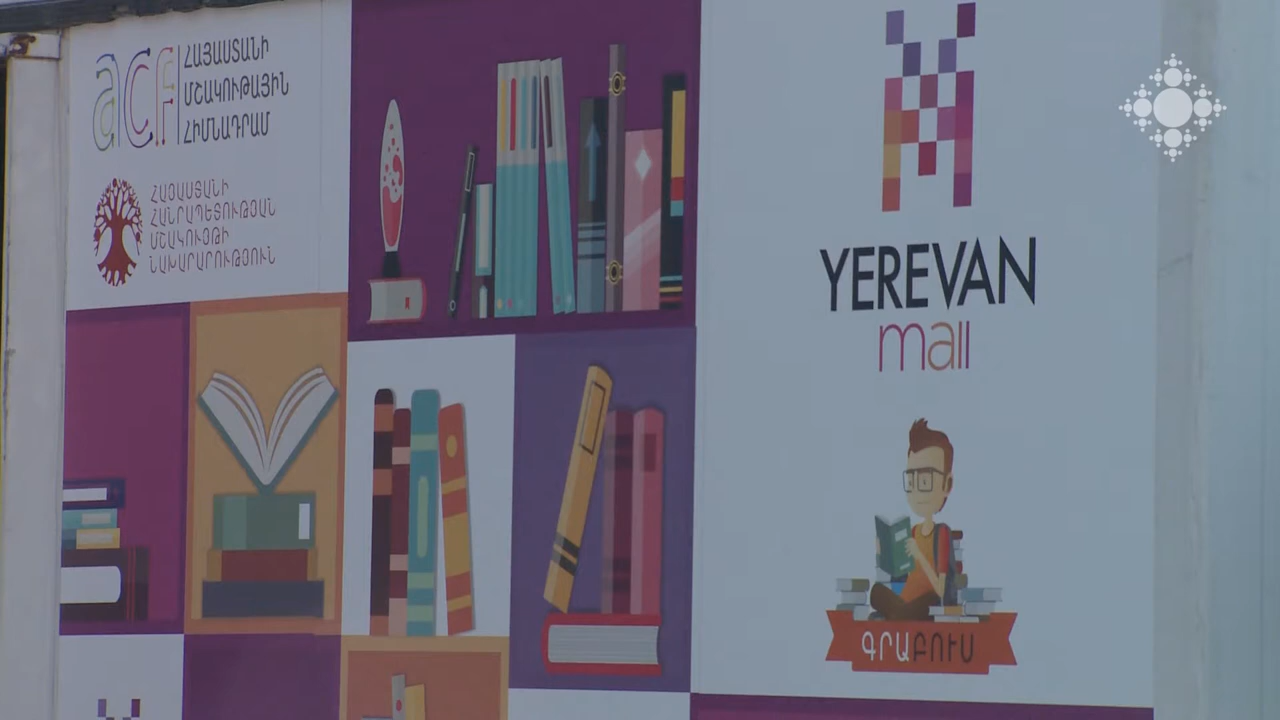 acf
ՀԱՅԱՍՏԱՆԻ
ՄՇԱԿՈՒԹԱՅԻՆ
ՀԻՄՆԱԴՐԱՄ
ՀԱՅԱՍՏԱՆԻ
ՀԱՆՐԱՊԵՏՈՒԹՅԱՆ
ՄՇԱԿՈՒՅԹԻ
ՆԱԽԱՐԱՐՈՒԹՅՈՒՆ
YEREVAN
mall
ԳՐԱԲՈՒՍ